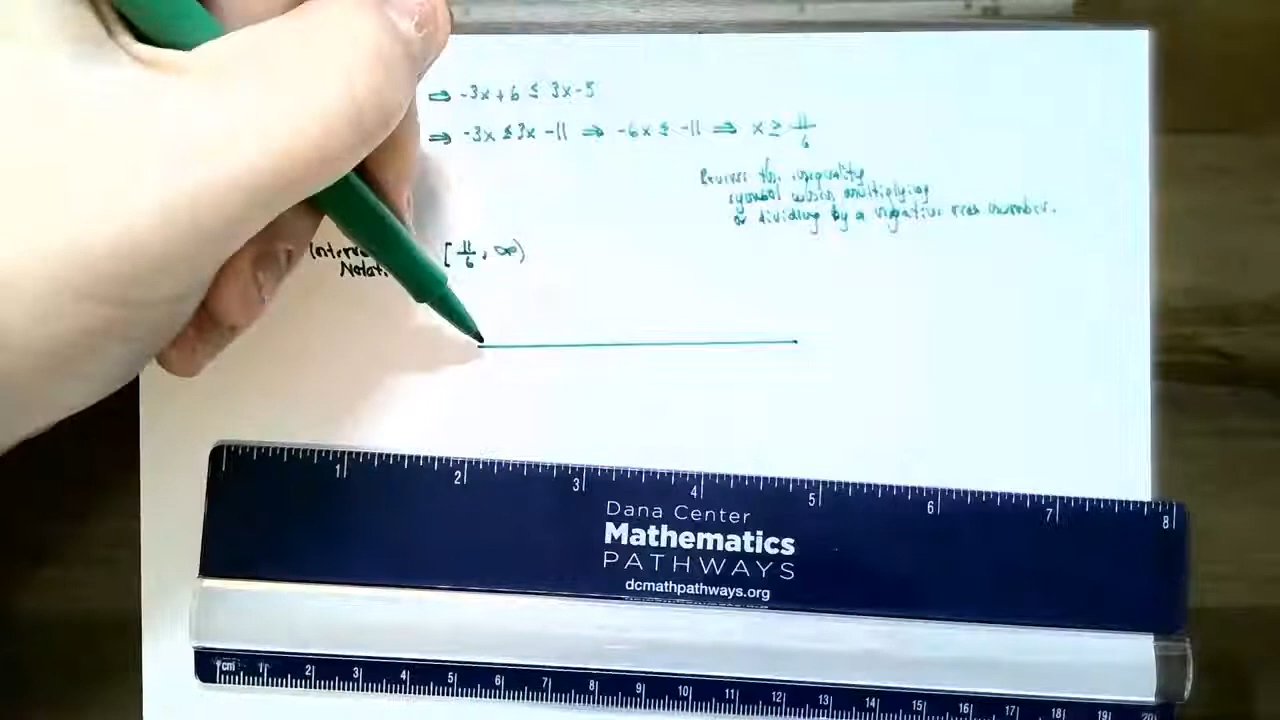 ⇒ -3x + 6 ≤ 3x - 5
⇒ -3x ≤ 3x - 11 ⇒ -6x ≤ -11 ⇒ x ≥ 11/6
the inequality
symbol when multiplying
or dividing by a negative real number.
[11/6, ∞)
1 2 3 4 5 6 7 8
Dana Center
Mathematics
PATHWAYS
dcmathpathways.org
cm 1 2 3 4 5 6 7 8 9 10 11 12 13 14 15 16 17 18 19 20